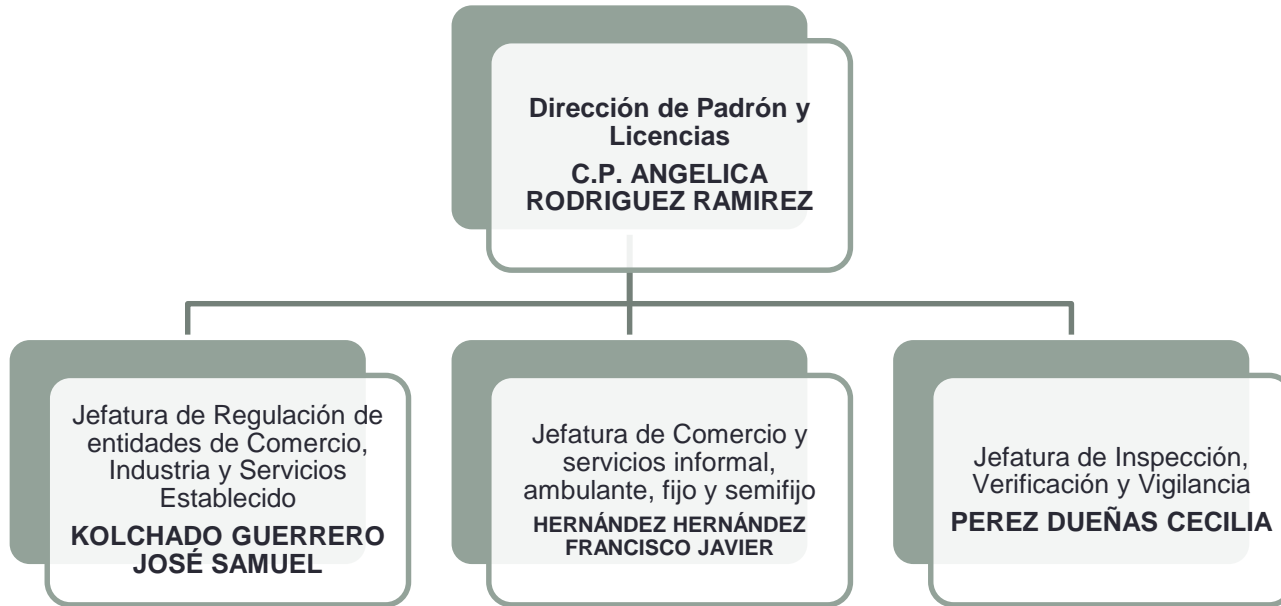 Dirección de Padrón y
Licencias
C.P. ANGELICA
RODRIGUEZ RAMIREZ
Jefatura de Regulación de
entidades de Comercio,
Industria y Servicios
Establecido
KOLCHADO GUERRERO
JOSÉ SAMUEL
Jefatura de Comercio y
servicios informal,
ambulante, fijo y semifijo
HERNÁNDEZ HERNÁNDEZ
FRANCISCO JAVIER
Jefatura de Inspección,
Verificación y Vigilancia
PEREZ DUEÑAS CECILIA